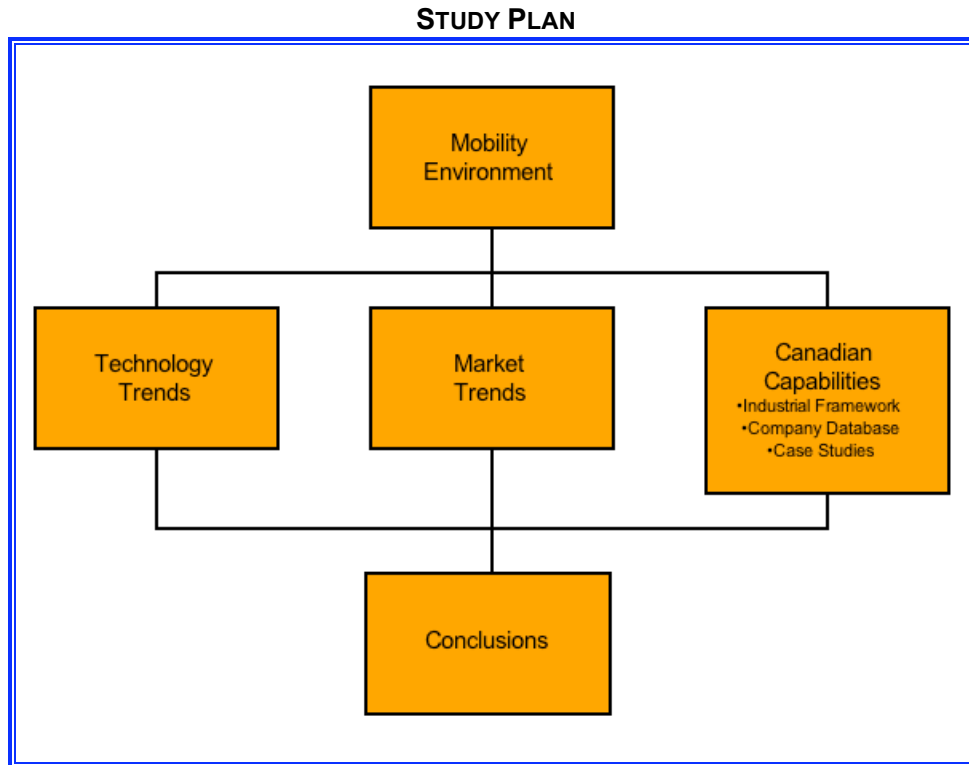 STUDY PLAN
Mobility
Environment
Technology
Trends
Market
Trends
Canadian
Capabilities
•Industrial Framework
•Company Database
•Case Studies
Conclusions